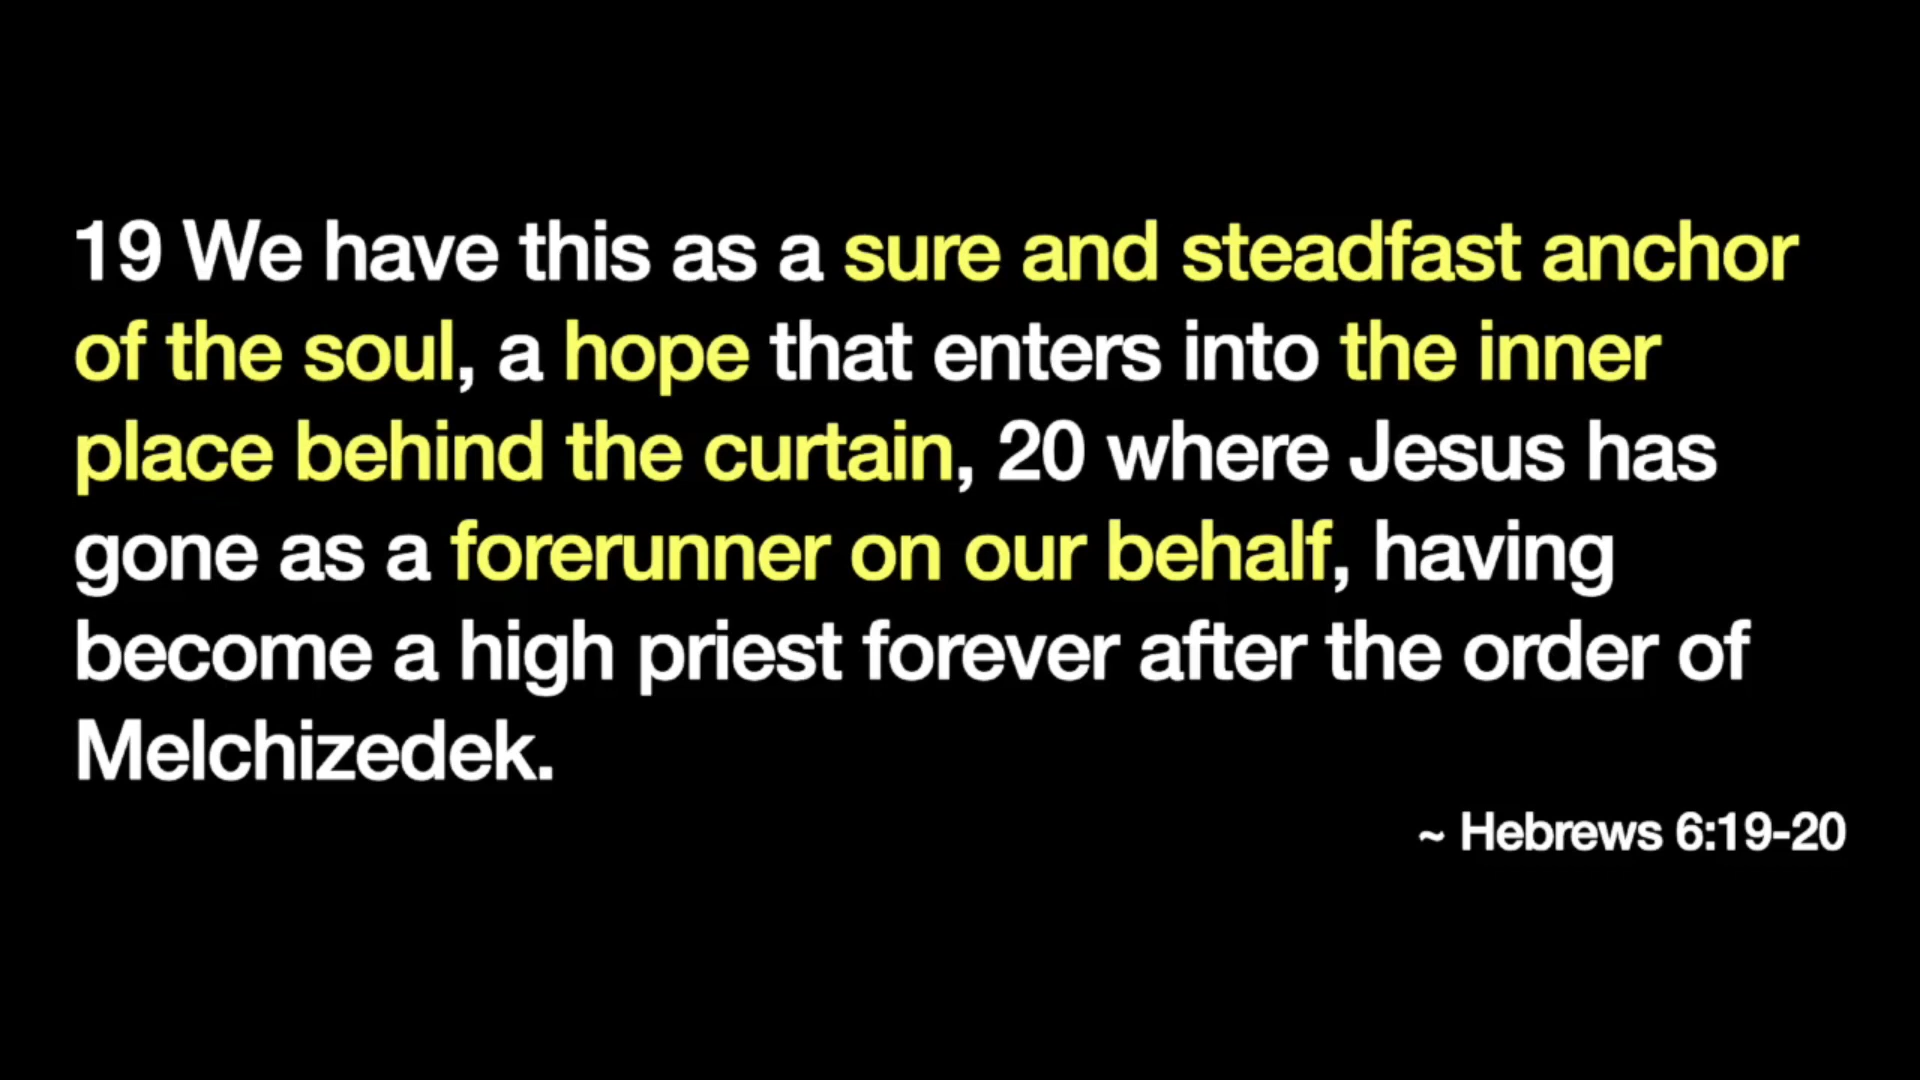 19 We have this as a sure and steadfast anchor
of the soul, a hope that enters into the inner
place behind the curtain, 20 where Jesus has
gone as a forerunner on our behalf, having
become a high priest forever after the order of
Melchizedek.
~ Hebrews 6:19-20